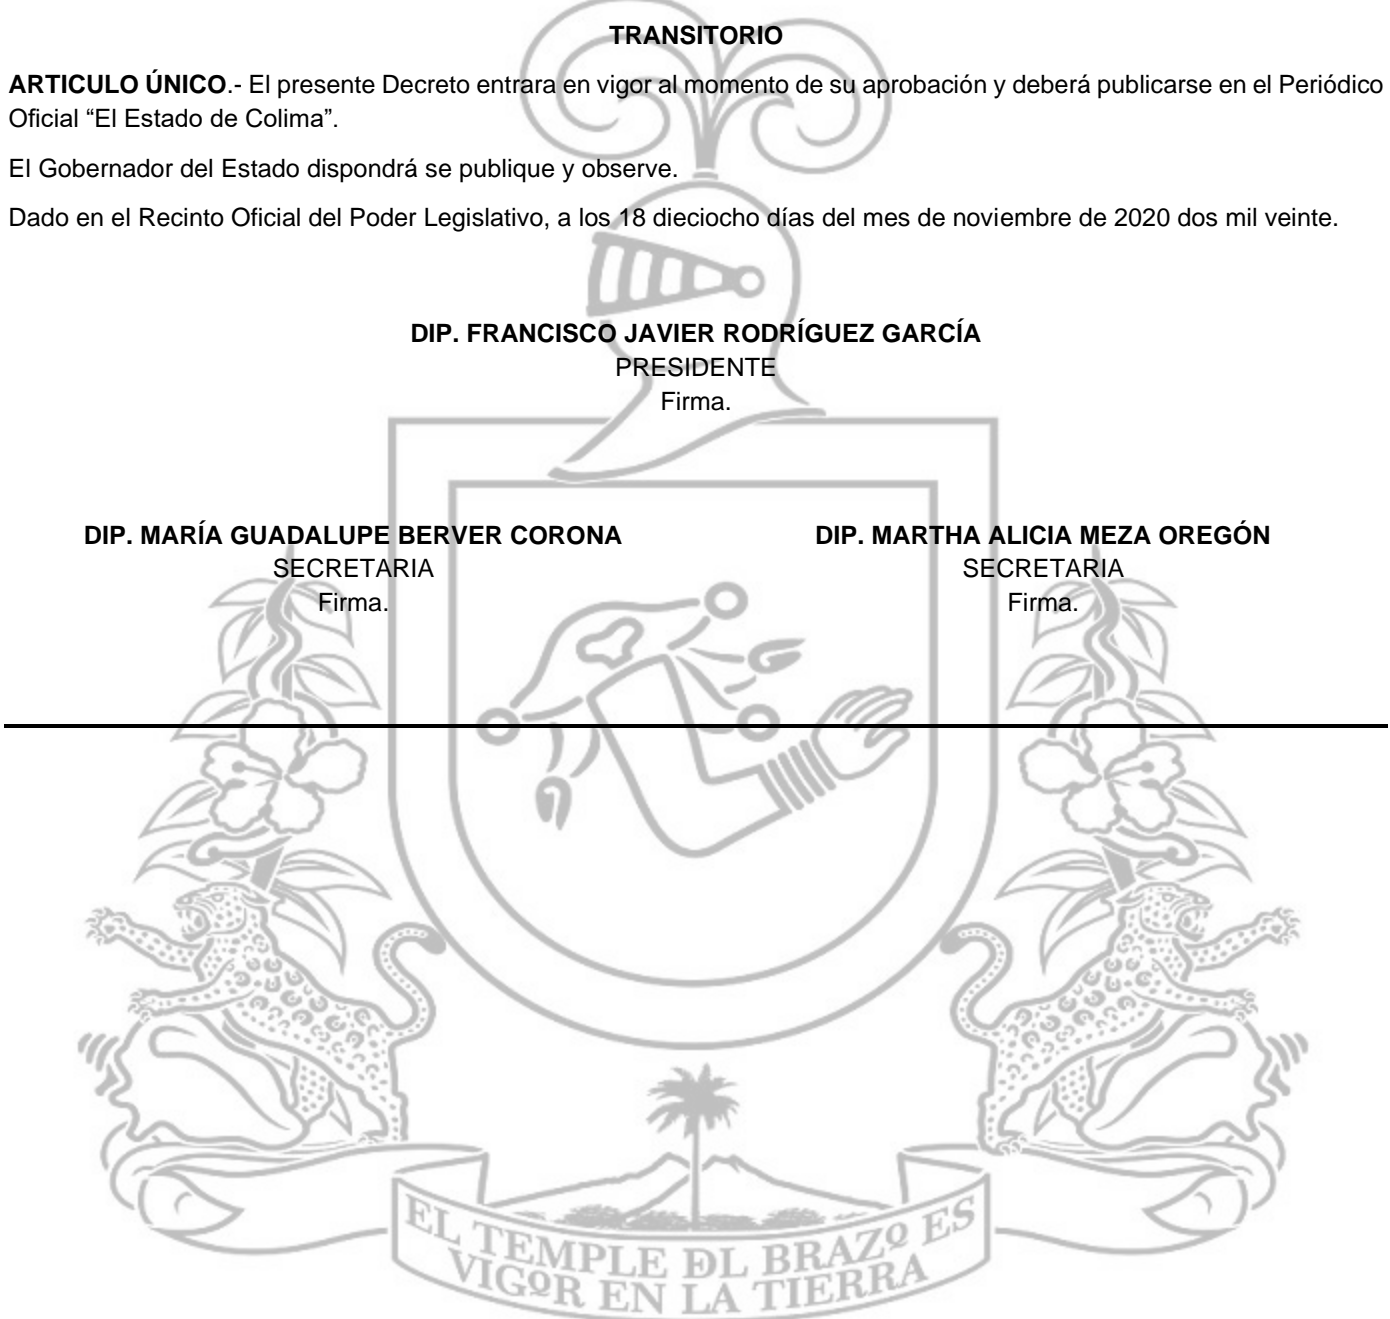 TRANSITORIO
ARTICULO ÚNICO.- El presente Decreto entrara en vigor al momento de su aprobación y deberá publicarse en el Periódico
Oficial “El Estado de Colima”.
El Gobernador del Estado dispondrá se publique y observe.
Dado en el Recinto Oficial del Poder Legislativo, a los 18 dieciocho días del mes de noviembre de 2020 dos mil veinte.
DIP. FRANCISCO JAVIER RODRÍGUEZ GARCÍA
PRESIDENTE
Firma.
DIP. MARÍA GUADALUPE BERVER CORONA
SECRETARIA
Firma.
DIP. MARTHA ALICIA MEZA OREGÓN
SECRETARIA
Firma.
EL TEMPLE ĐL BRAZO ES
VIGOR EN LA TIERRA